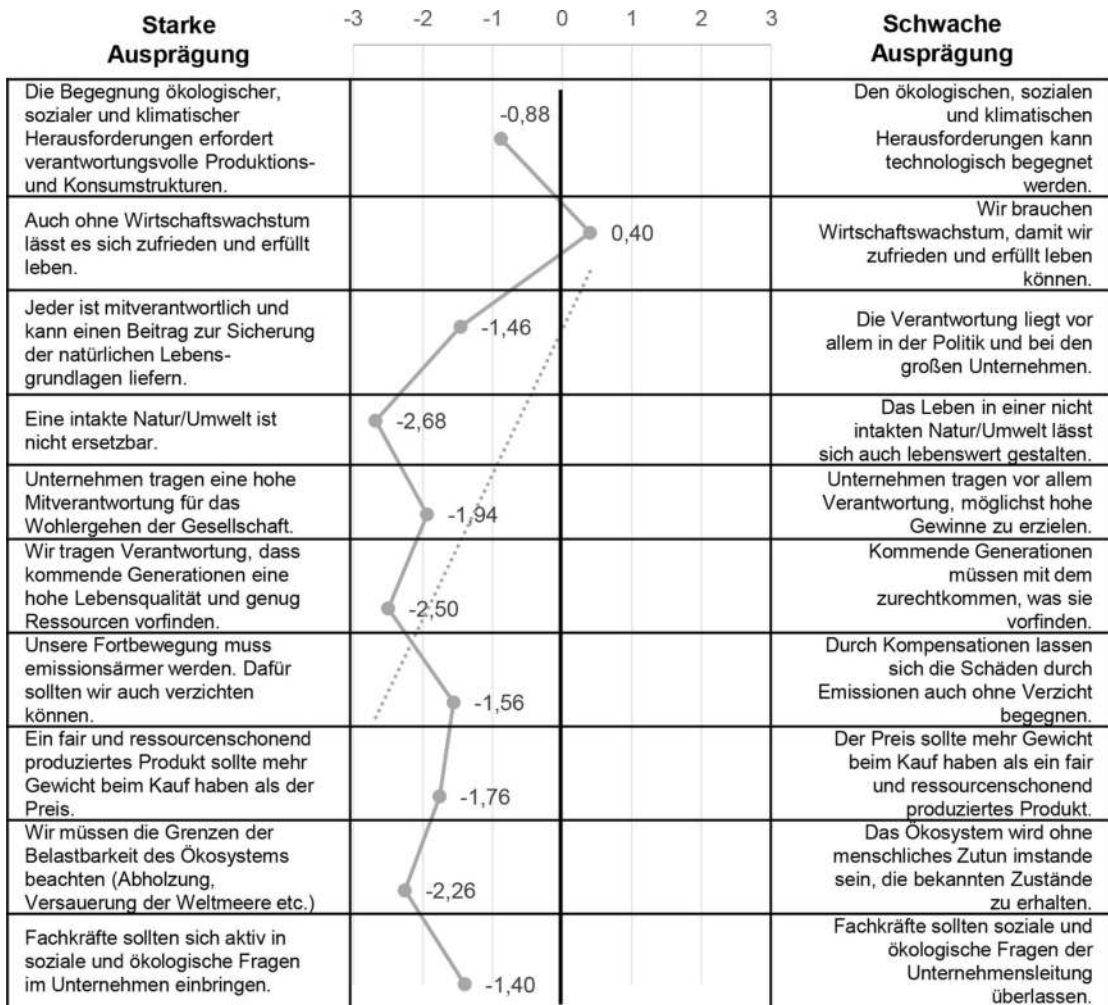 Starke
Ausprägung
-3 -2 -1 0 1 2 3
Schwache
Ausprägung
Die Begegnung ökologischer,
sozialer und klimatischer
Herausforderungen erfordert
verantwortungsvolle Produktions-
und Konsumstrukturen.
-0,88
Den ökologischen, sozialen
und klimatischen
Herausforderungen kann
technologisch begegnet
werden.
Auch ohne Wirtschaftswachstum
lässt es sich zufrieden und erfüllt
leben.
0,40
Wir brauchen
Wirtschaftswachstum, damit wir
zufrieden und erfüllt leben
können.
Jeder ist mitverantwortlich und
kann einen Beitrag zur Sicherung
der natürlichen Lebens-
grundlagen liefern.
-1,46
Die Verantwortung liegt vor
allem in der Politik und bei den
großen Unternehmen.
Eine intakte Natur/Umwelt ist
nicht ersetzbar.
-2,68
Das Leben in einer nicht
intakten Natur/Umwelt lässt
sich auch lebenswert gestalten.
Unternehmen tragen eine hohe
Mitverantwortung für das
Wohlergehen der Gesellschaft.
-1,94
Unternehmen tragen vor allem
Verantwortung, möglichst hohe
Gewinne zu erzielen.
Wir tragen Verantwortung, dass
kommende Generationen eine
hohe Lebensqualität und genug
Ressourcen vorfinden.
-2,50
Kommende Generationen
müssen mit dem
zurechtkommen, was sie
vorfinden.
Unsere Fortbewegung muss
emissionsärmer werden. Dafür
sollten wir auch verzichten
können.
-1,56
Durch Kompensationen lassen
sich die Schäden durch
Emissionen auch ohne Verzicht
begegnen.
Ein fair und ressourcenschonend
produziertes Produkt sollte mehr
Gewicht beim Kauf haben als der
Preis.
-1,76
Der Preis sollte mehr Gewicht
beim Kauf haben als ein fair
und ressourcenschonend
produziertes Produkt.
Wir müssen die Grenzen der
Belastbarkeit des Ökosystems
beachten (Abholzung,
Versauerung der Weltmeere etc.)
-2,26
Das Ökosystem wird ohne
menschliches Zutun imstande
sein, die bekannten Zustände
zu erhalten.
Fachkräfte sollten sich aktiv in
soziale und ökologische Fragen
im Unternehmen einbringen.
-1,40
Fachkräfte sollten soziale und
ökologische Fragen der
Unternehmensleitung
überlassen.